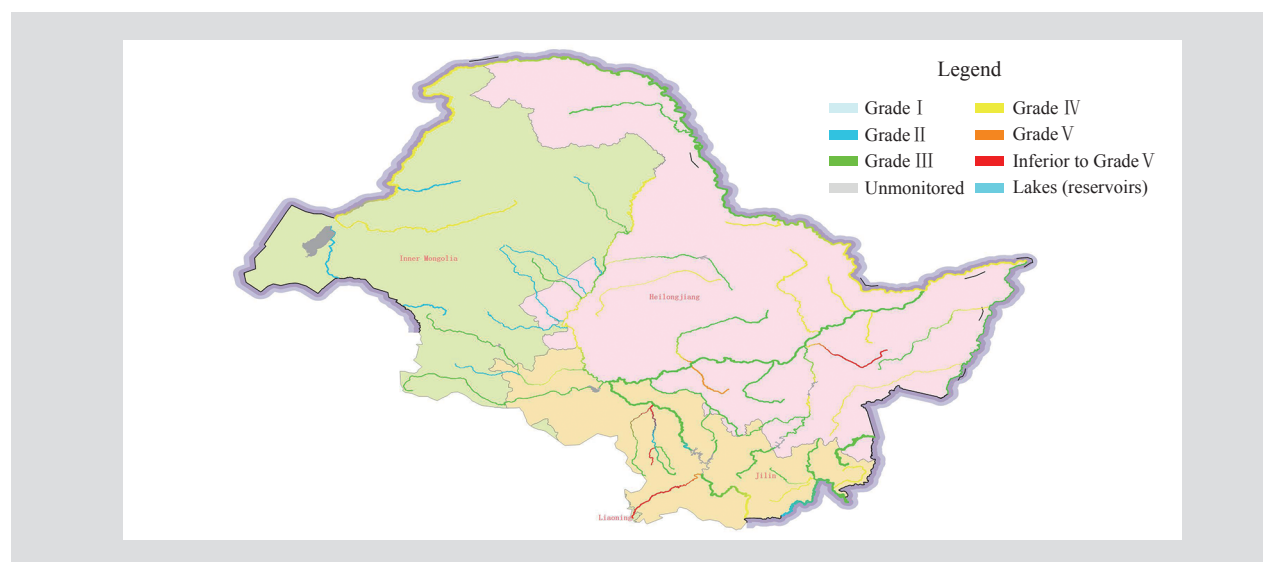 Legend
Grade Ⅰ
Grade Ⅳ
Grade Ⅱ
Grade Ⅴ
Grade Ⅲ
Inferior to Grade Ⅴ
Unmonitored
Lakes (reservoirs)
Inner Mongolia
Heilongjiang
Jilin
Liaoning